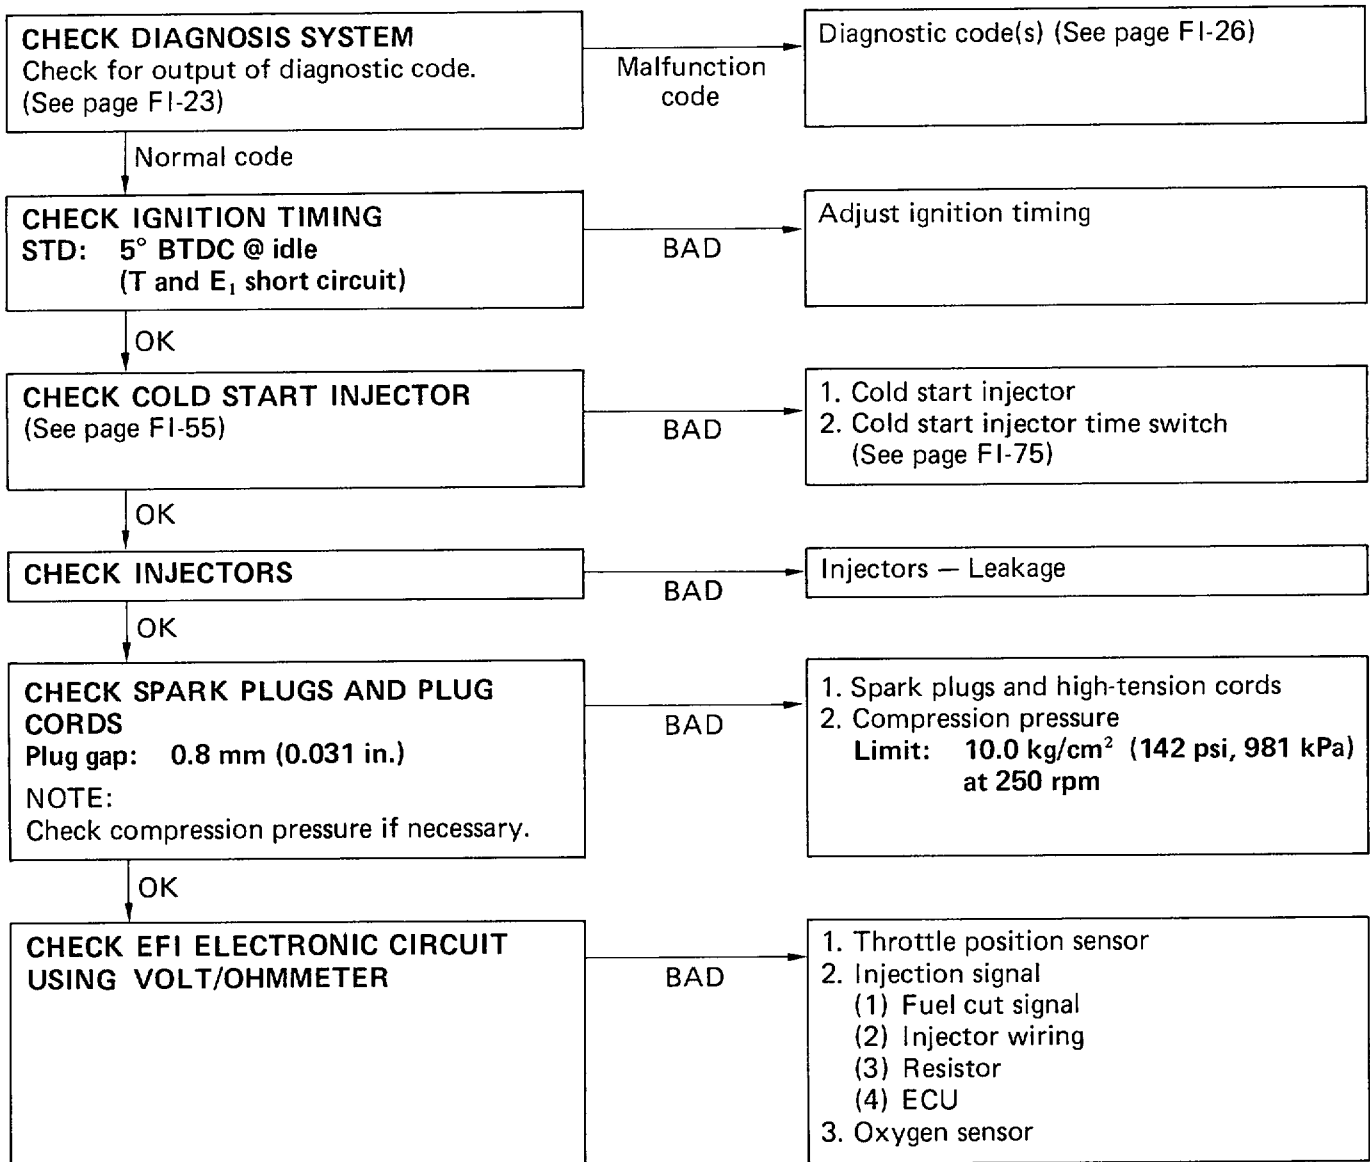 CHECK DIAGNOSIS SYSTEM
Check for output of diagnostic code.
(See page FI-23)
Malfunction
code
Diagnostic code(s) (See page FI-26)
Normal code
CHECK IGNITION TIMING
STD: 5° BTDC @ idle
(T and E₁ short circuit)
BAD
Adjust ignition timing
OK
CHECK COLD START INJECTOR
(See page FI-55)
BAD
1. Cold start injector
2. Cold start injector time switch
(See page FI-75)
OK
CHECK INJECTORS
BAD
Injectors — Leakage
OK
CHECK SPARK PLUGS AND PLUG
CORDS
Plug gap: 0.8 mm (0.031 in.)
NOTE:
Check compression pressure if necessary.
BAD
1. Spark plugs and high-tension cords
2. Compression pressure
Limit: 10.0 kg/cm² (142 psi, 981 kPa)
at 250 rpm
OK
CHECK EFI ELECTRONIC CIRCUIT
USING VOLT/OHMMETER
BAD
1. Throttle position sensor
2. Injection signal
(1) Fuel cut signal
(2) Injector wiring
(3) Resistor
(4) ECU
3. Oxygen sensor